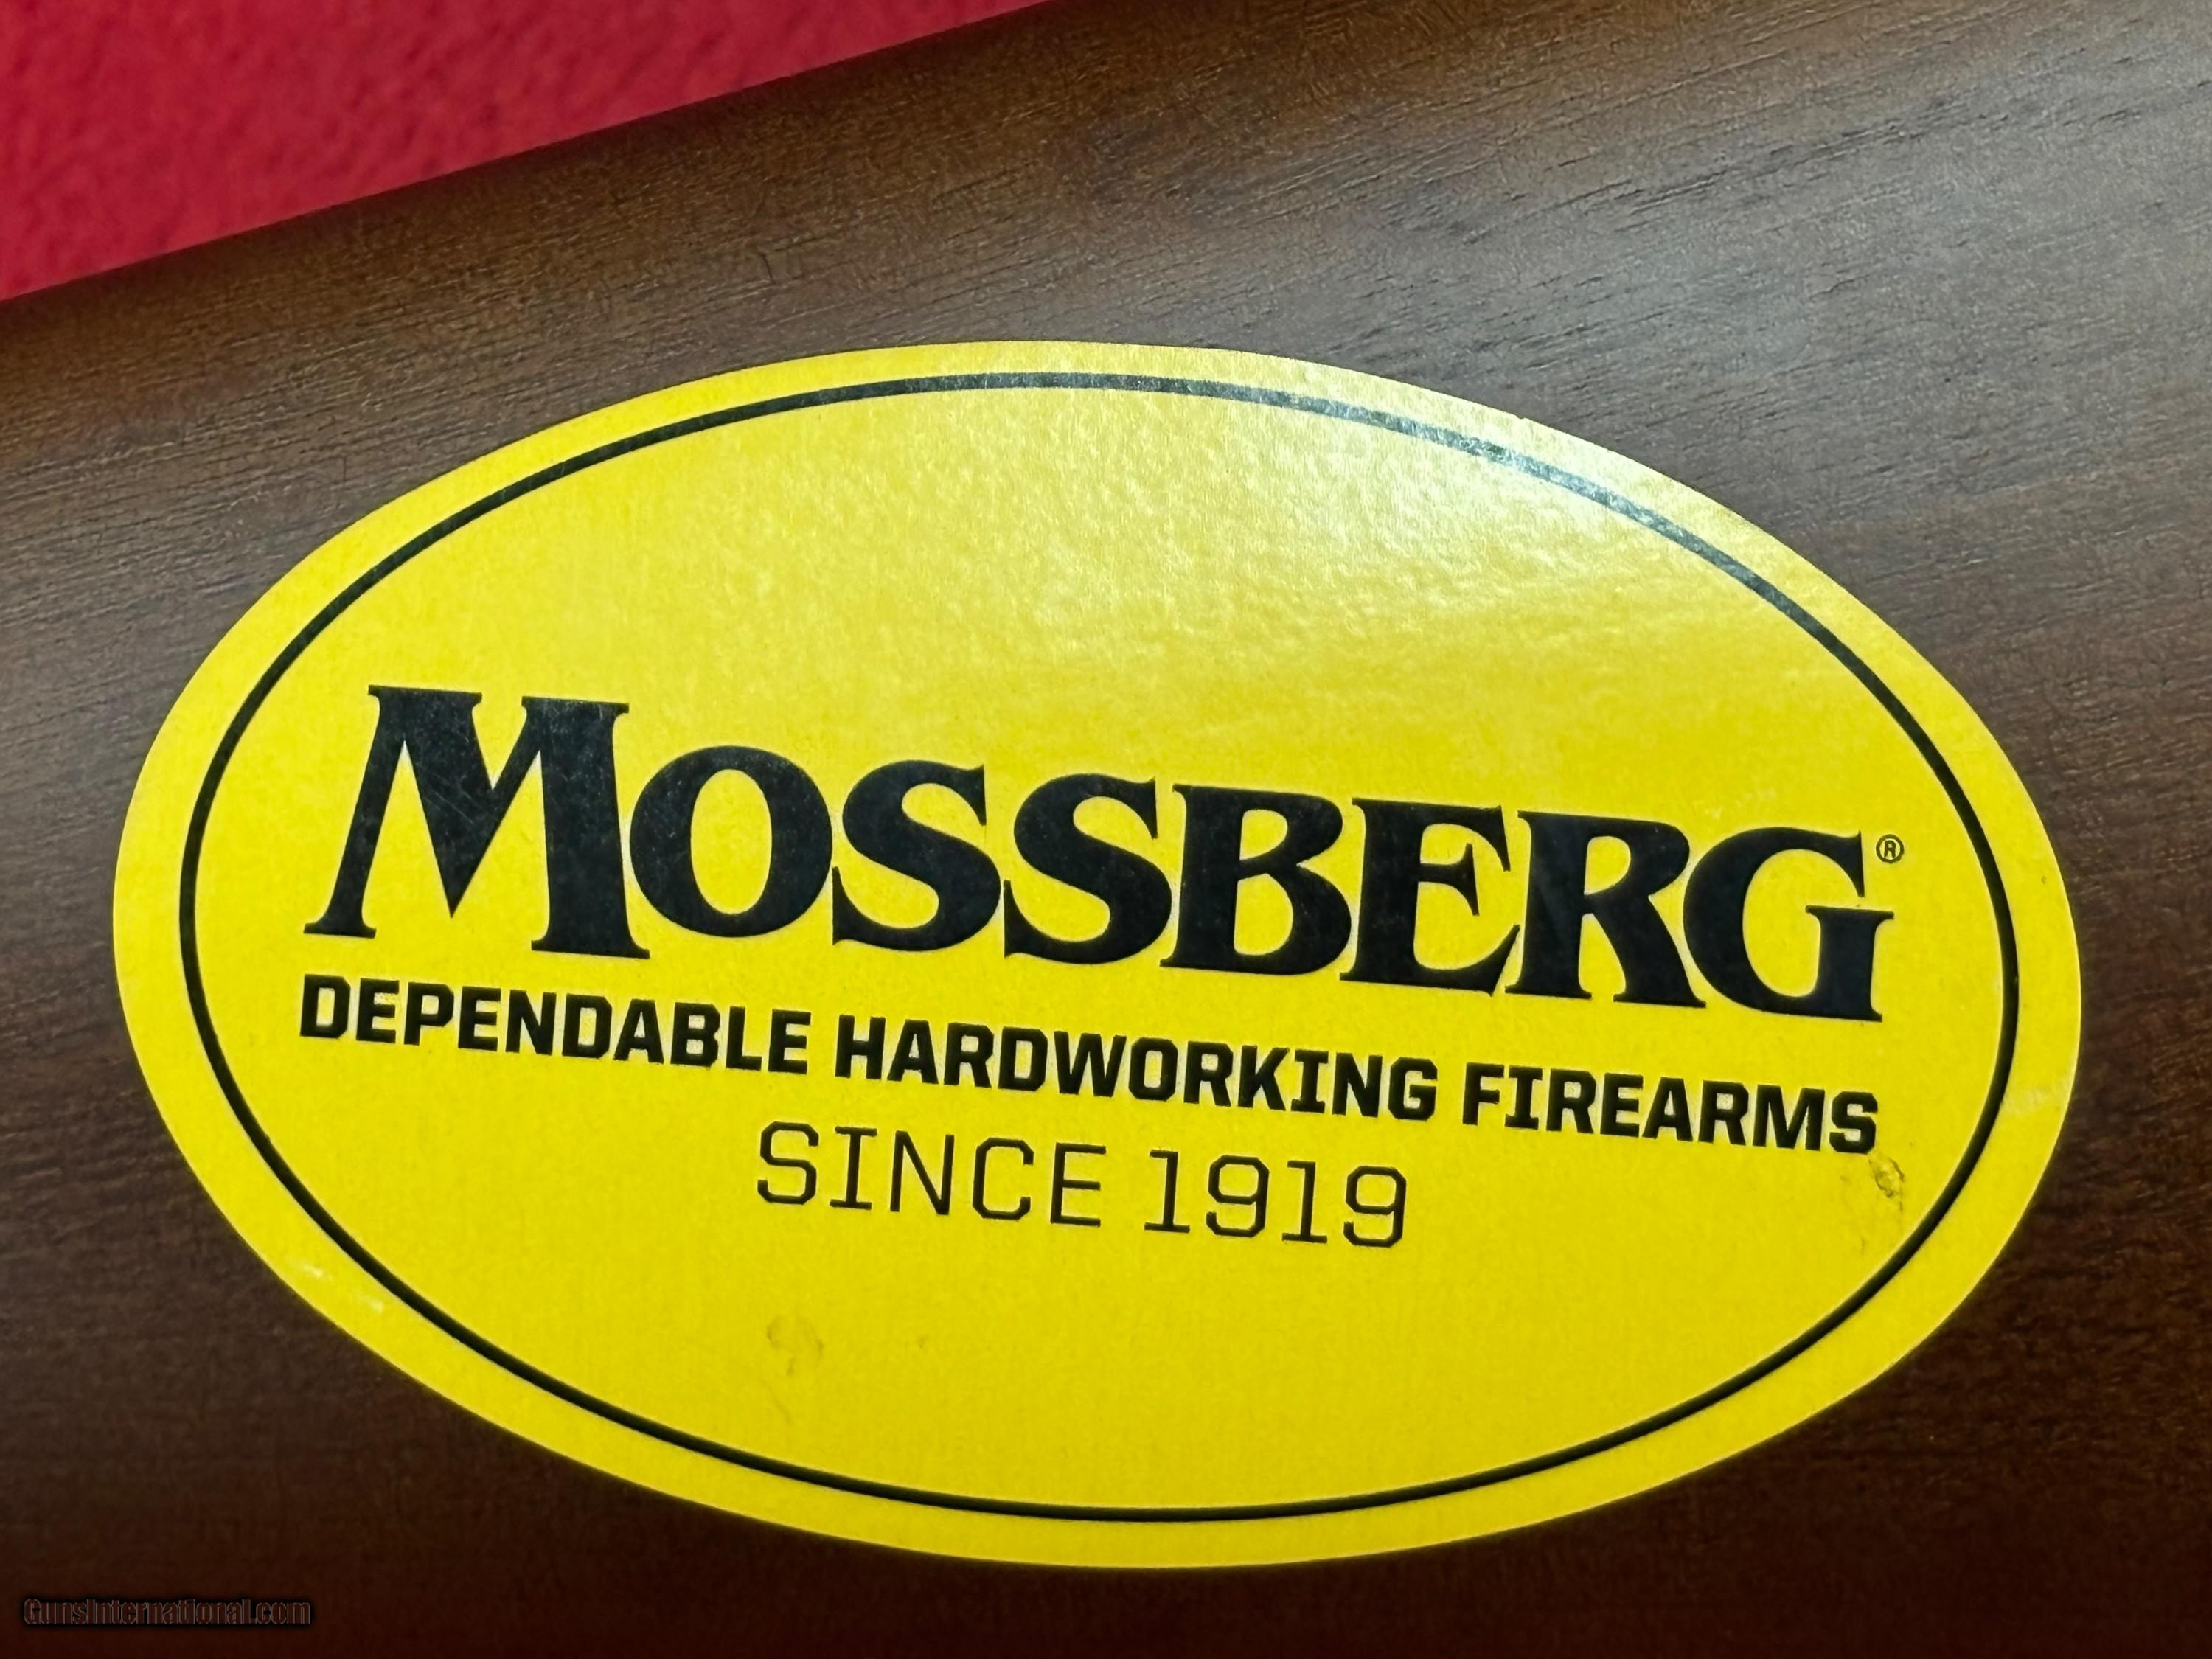 MOSSBERG®
DEPENDABLE HARDWORKING FIREARMS
SINCE 1919
GunsInternational.com